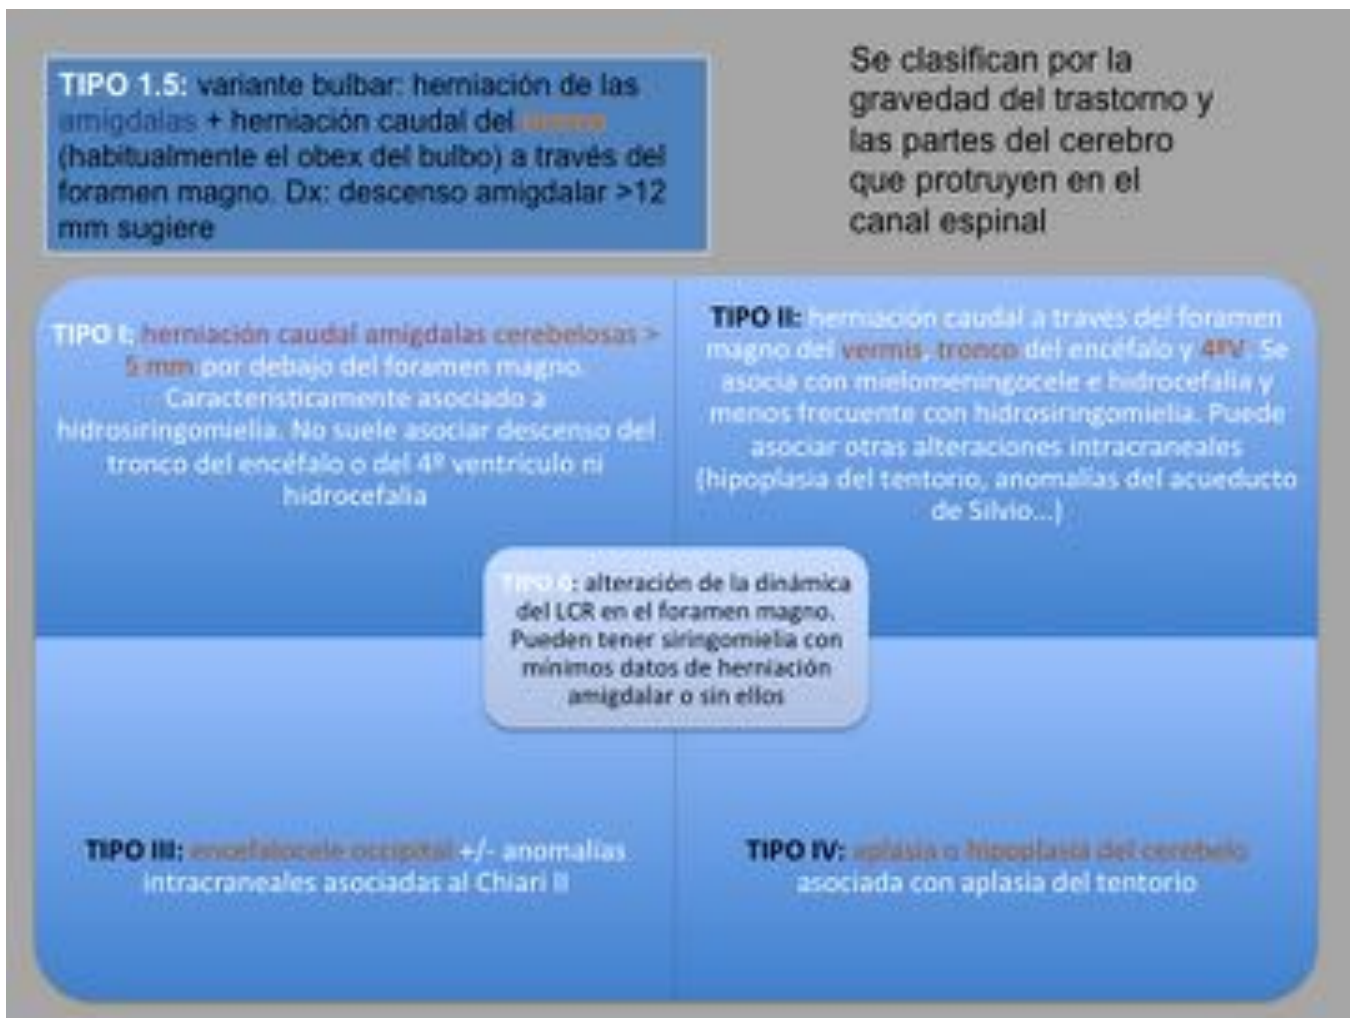 TIPO 1.5: variante bulbar: herniación de las
amigdalas + herniación caudal del
(habitualmente el obex del bulbo) a través del
foramen magno. Dx: descenso amigdalar >12
mm sugiere
Se clasifican por la
gravedad del trastorno y
las partes del cerebro
que protruyen en el
canal espinal
TIPO I: herniación caudal amigdalas cerebelosas >
5 mm por debajo del foramen magno.
Característicamente asociado a
hidrosiringomielia. No suele asociar descenso del
tronco del encéfalo o del 4º ventrículo ni
hidrocefalia
TIPO II: herniación caudal a través del foramen
magno del vermis, tronco del encéfalo y 4ºV. Se
asocia con mielomeningocele e hidrocefalia y
menos frecuente con hidrosiringomielia. Puede
asociar otras alteraciones intracraneales
(hipoplasia del tentorio, anomalías del acueducto
de Silvio...)
TIPO 0: alteración de la dinámica
del LCR en el foramen magno.
Pueden tener siringomielia con
mínimos datos de herniación
amigdalar o sin ellos
TIPO III: encefalocele occipital +/- anomalías
intracraneales asociadas al Chiari II
TIPO IV: aplasia o hipoplasia del cerebelo
asociada con aplasia del tentorio